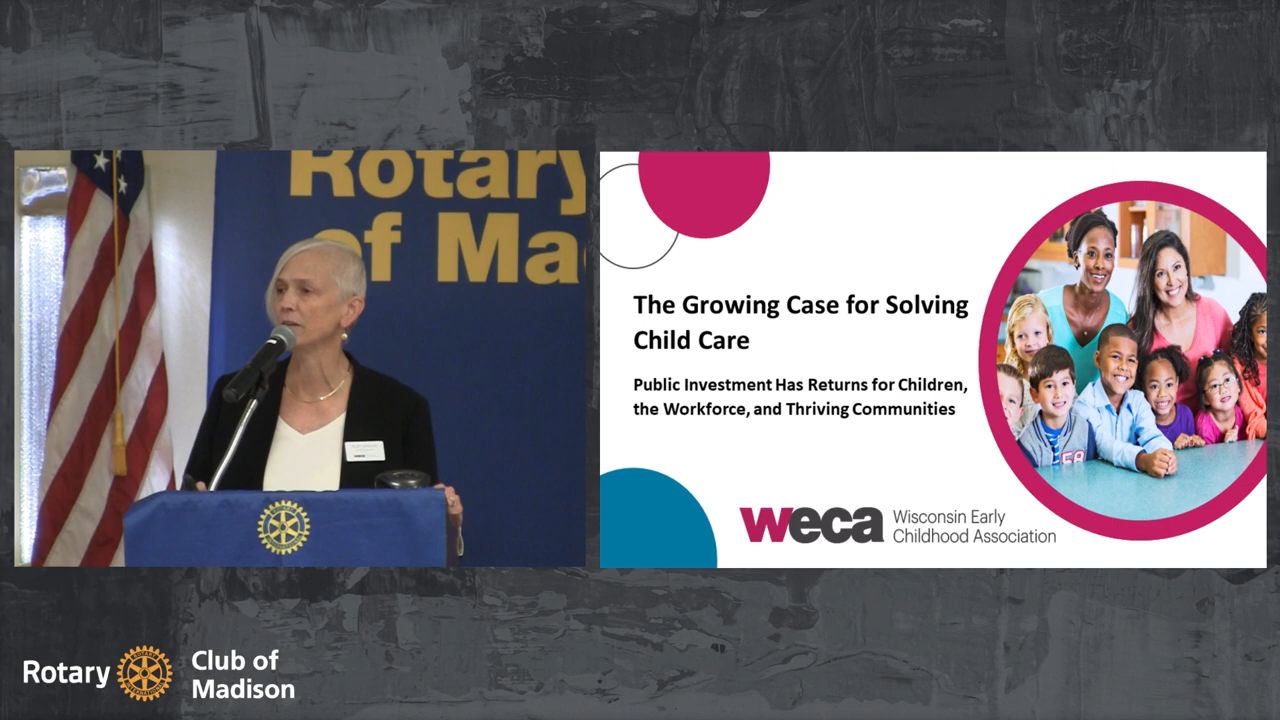 Rotary
of Ma
The Growing Case for Solving
Child Care
Public Investment Has Returns for Children,
the Workforce, and Thriving Communities
weca
Wisconsin Early
Childhood Association
Rotary
Club of
Madison